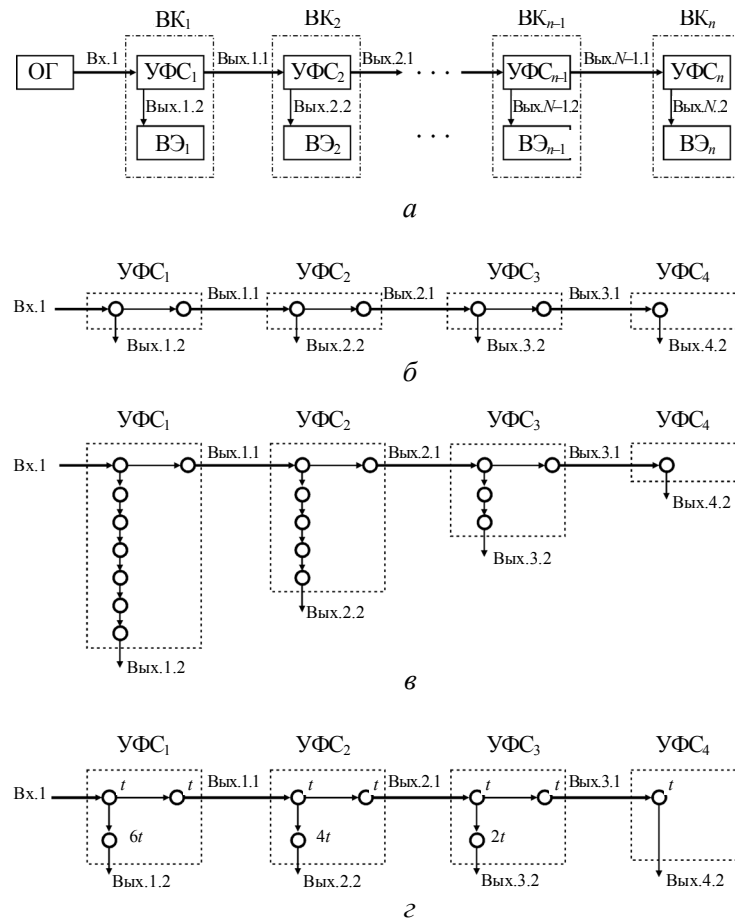 ВК₁ ВК₂ ВКₙ₋₁ ВКₙ
ОГ Вх.1 УФС₁ Вых.1.1 УФС₂ Вых.2.1 · · · УФСₙ₋₁ Вых.N–1.1 УФСₙ
Вых.1.2 Вых.2.2 Вых.N–1.2 Вых.N.2
ВЭ₁ ВЭ₂ · · · ВЭₙ₋₁ ВЭₙ
а
УФС₁ УФС₂ УФС₃ УФС₄
Вх.1 Вых.1.1 Вых.2.1 Вых.3.1
Вых.1.2 Вых.2.2 Вых.3.2 Вых.4.2
б
УФС₁ УФС₂ УФС₃ УФС₄
Вх.1 Вых.1.1 Вых.2.1 Вых.3.1
Вых.4.2
Вых.3.2
Вых.2.2
Вых.1.2
в
УФС₁ УФС₂ УФС₃ УФС₄
Вх.1 t t Вых.1.1 t t Вых.2.1 t t Вых.3.1 t
6t 4t 2t
Вых.1.2 Вых.2.2 Вых.3.2 Вых.4.2
г